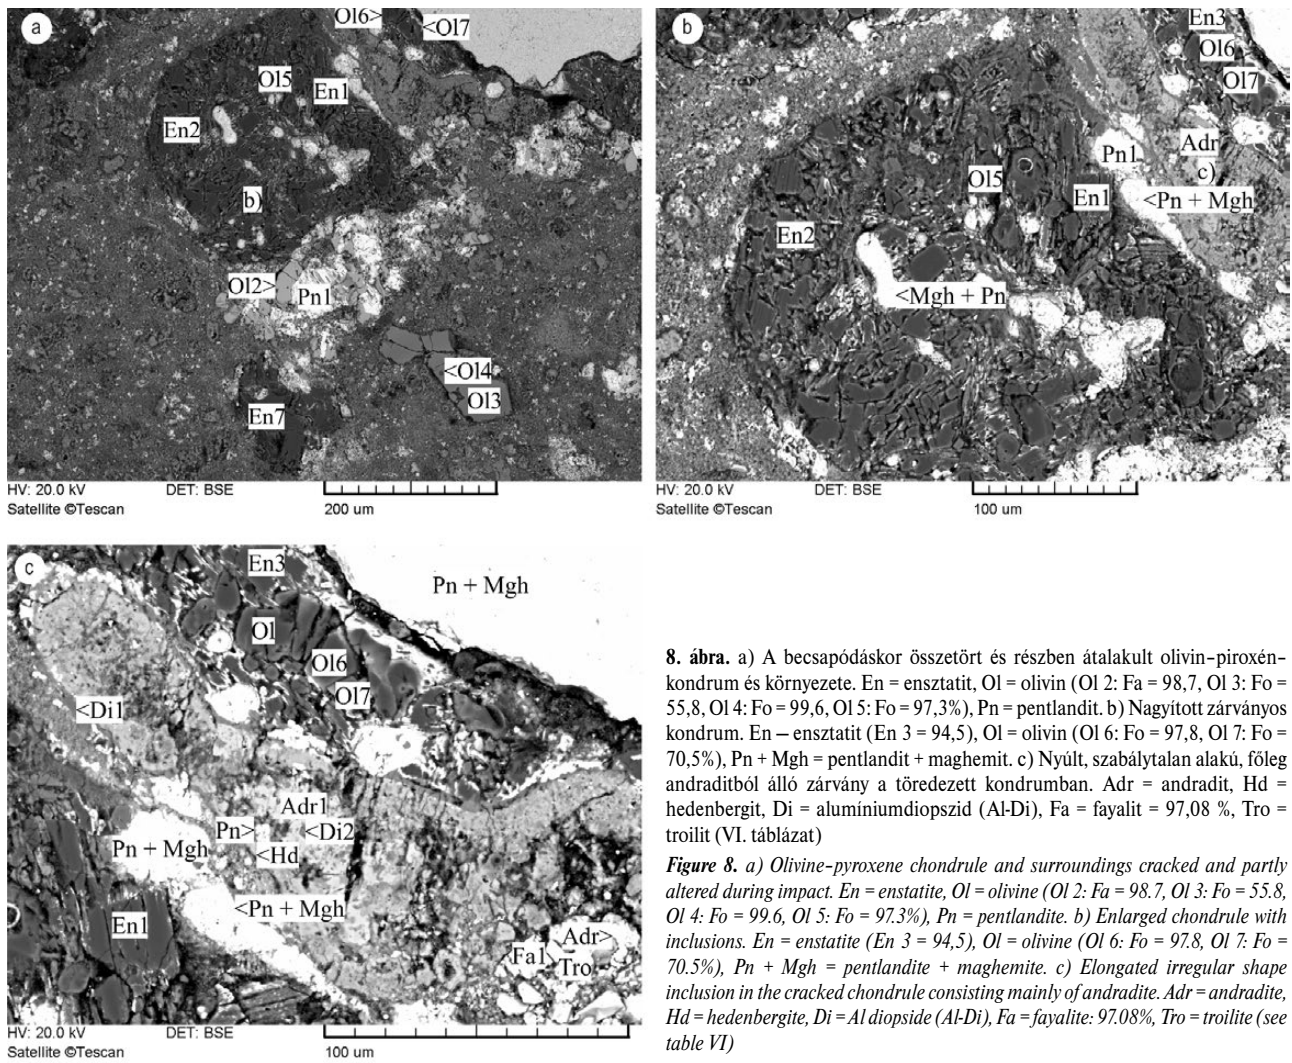 a
Ol6>
<Ol7
Ol5
En1
En2
b)
Ol2>
Pn1
<Ol4
Ol3
En7
HV: 20.0 kV DET: BSE
Satellite ©Tescan 200 um
b
En3
Ol6
Ol7
Adr
c)
Pn1
<Pn + Mgh
Ol5
En1
En2
<Mgh + Pn
HV: 20.0 kV DET: BSE
Satellite ©Tescan 100 um
c
En3
Pn + Mgh
Ol
Ol6
Ol7
<Di1
Adr1
Pn>
<Di2
Pn + Mgh
<Hd
<Pn + Mgh
En1
Adr>
Fa1
Tro
HV: 20.0 kV DET: BSE
Satellite ©Tescan 100 um
8. ábra. a) A becsapódáskor összetört és részben átalakult olivin-piroxén-
kondrum és környezete. En = ensztatit, Ol = olivin (Ol 2: Fa = 98,7, Ol 3: Fo =
55,8, Ol 4: Fo = 99,6, Ol 5: Fo = 97,3%), Pn = pentlandit. b) Nagyított zárványos
kondrum. En – ensztatit (En 3 = 94,5), Ol = olivin (Ol 6: Fo = 97,8, Ol 7: Fo =
70,5%), Pn + Mgh = pentlandit + maghemit. c) Nyúlt, szabálytalan alakú, főleg
andraditból álló zárvány a töredezett kondrumban. Adr = andradit, Hd =
hedenbergit, Di = alumíniumdiopszid (Al-Di), Fa = fayalit = 97,08 %, Tro =
troilit (VI. táblázat)
Figure 8. a) Olivine-pyroxene chondrule and surroundings cracked and partly
altered during impact. En = enstatite, Ol = olivine (Ol 2: Fa = 98.7, Ol 3: Fo = 55.8,
Ol 4: Fo = 99.6, Ol 5: Fo = 97.3%), Pn = pentlandite. b) Enlarged chondrule with
inclusions. En = enstatite (En 3 = 94,5), Ol = olivine (Ol 6: Fo = 97.8, Ol 7: Fo =
70.5%), Pn + Mgh = pentlandite + maghemite. c) Elongated irregular shape
inclusion in the cracked chondrule consisting mainly of andradite. Adr = andradite,
Hd = hedenbergite, Di = Al diopside (Al-Di), Fa = fayalite: 97.08%, Tro = troilite (see
table VI)